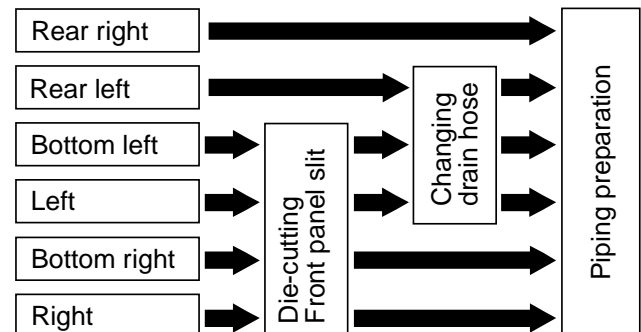 Rear right
Rear left
Bottom left
Left
Bottom right
Right
Die-cutting
Front panel slit
Changing
drain hose
Piping preparation